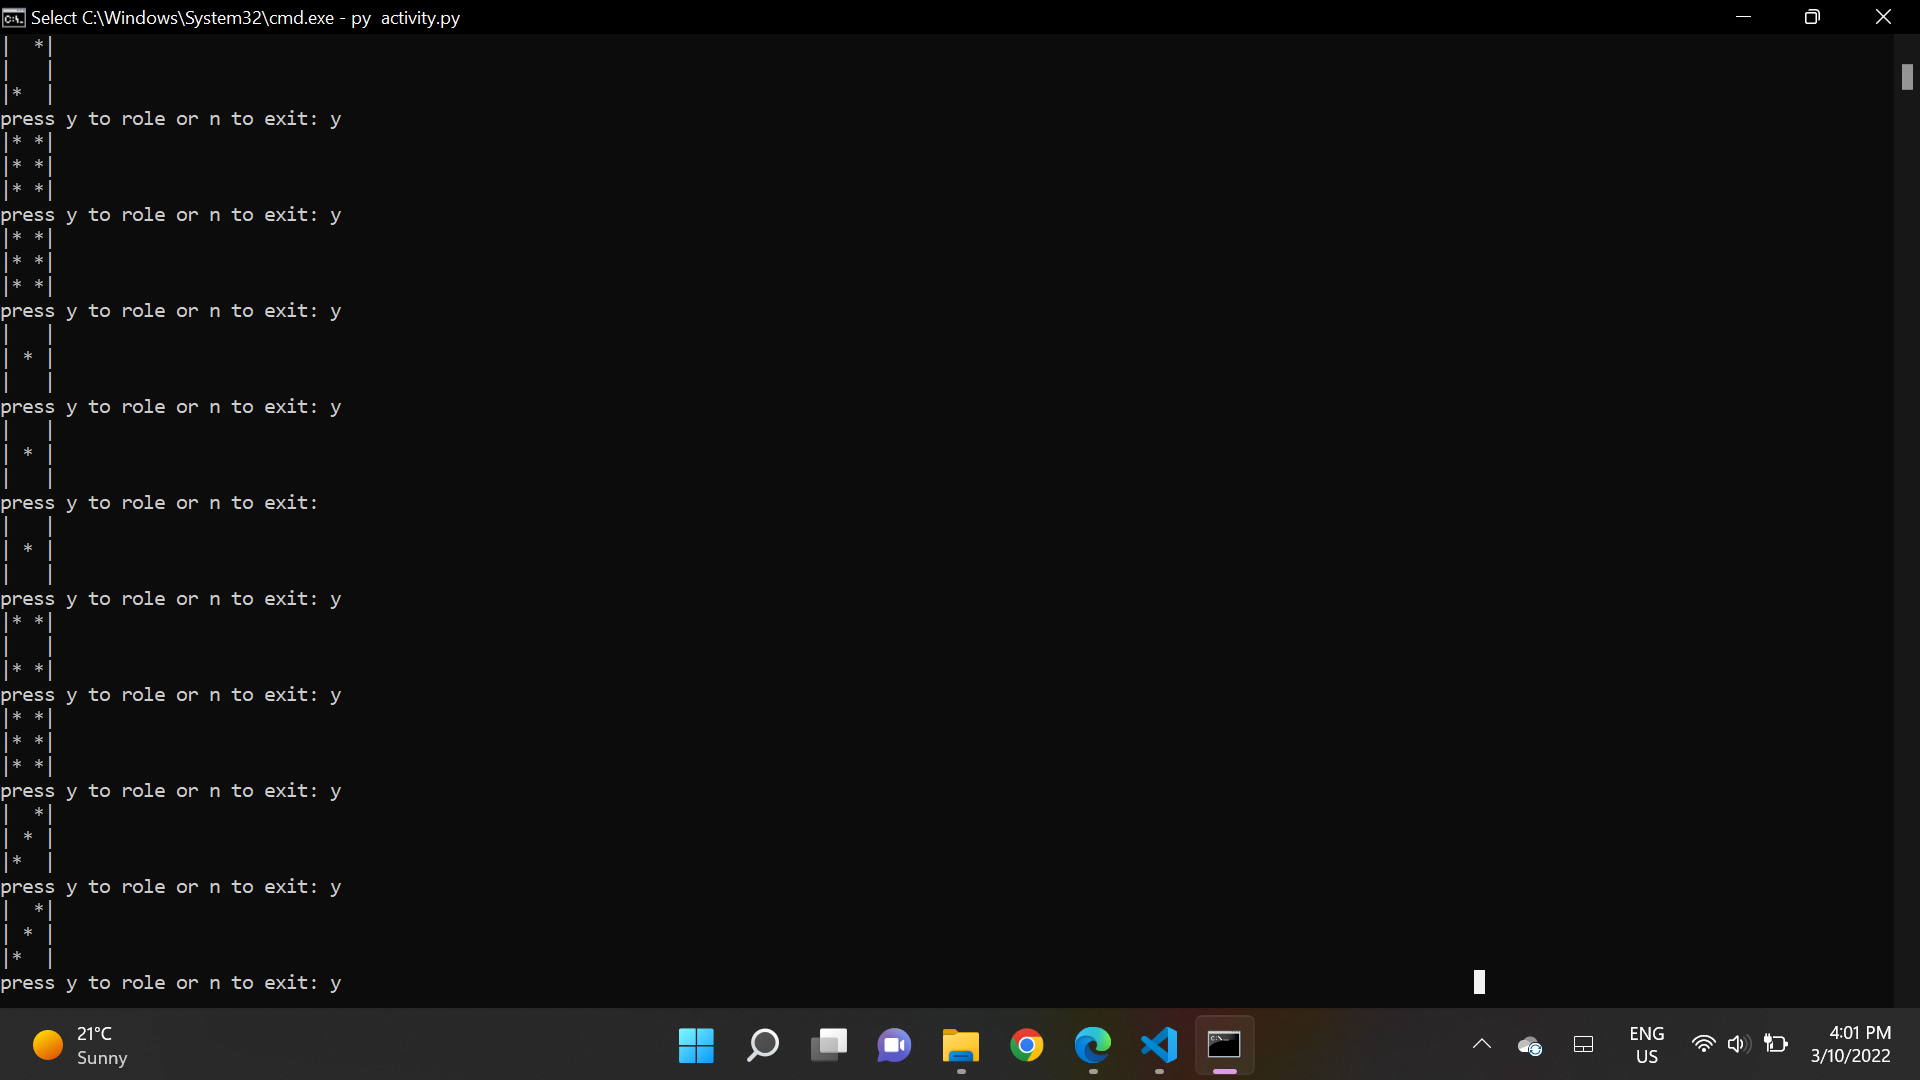 Select C:\Windows\System32\cmd.exe - py  activity.py
|  *|
|   |
|*  |
press y to role or n to exit: y
|* *|
|* *|
|* *|
press y to role or n to exit: y
|* *|
|* *|
|* *|
press y to role or n to exit: y
|   |
| * |
|   |
press y to role or n to exit: y
|   |
| * |
|   |
press y to role or n to exit:
|   |
| * |
|   |
press y to role or n to exit: y
|* *|
|   |
|* *|
press y to role or n to exit: y
|* *|
|* *|
|* *|
press y to role or n to exit: y
|  *|
| * |
|*  |
press y to role or n to exit: y
|  *|
| * |
|*  |
press y to role or n to exit: y
21°C
Sunny
ENG
US
4:01 PM
3/10/2022